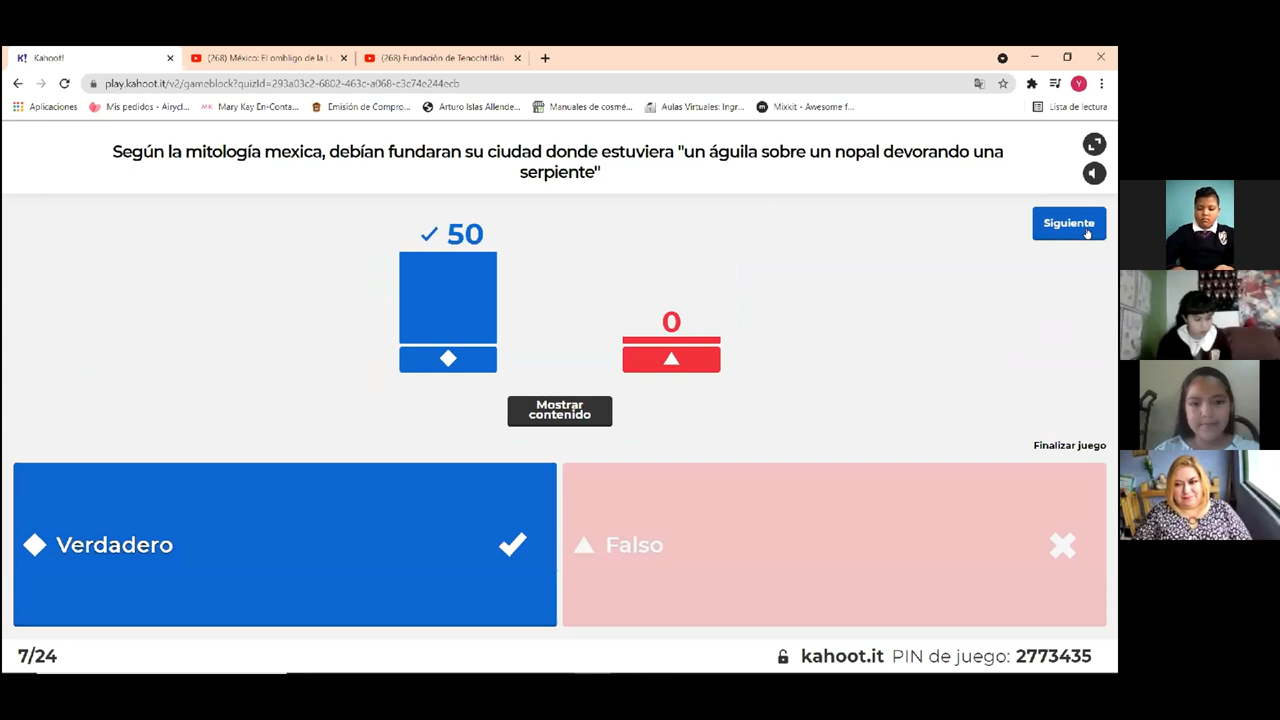 Kahoot!
(268) México: El ombligo de la Lu
(268) Fundación de Tenochtitlán
play.kahoot.it/v2/gameblock?quizId=293a03c2-6802-463c-a068-c3c74e244ecb
Y
Aplicaciones
Mis pedidos - Airycl...
MK Mary Kay En-Conta...
Emisión de Compro...
Arturo Islas Allende...
Manuales de cosmé...
Aulas Virtuales: Ingr...
Mixkit - Awesome f...
Lista de lectura
Según la mitología mexica, debían fundaran su ciudad donde estuviera "un águila sobre un nopal devorando una
serpiente"
Siguiente
50
0
Mostrar
contenido
Finalizar juego
Verdadero
Falso
7/24
kahoot.it PIN de juego: 2773435